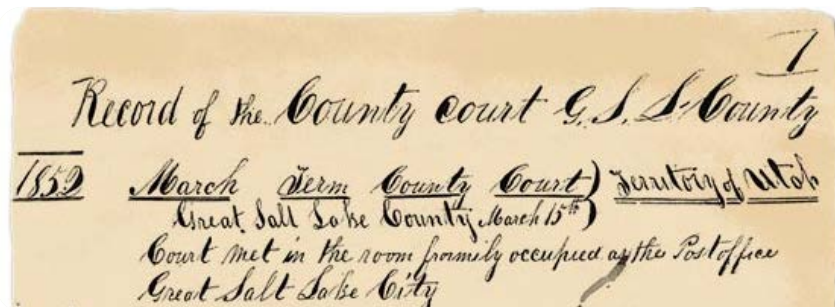 1
Record of the County court G. S. L. County
1852 March Term County Court) Territory of Utah
Great Salt Lake County March 15th)
Court met in the room fromily occupied as the Postoffice
Great Salt Lake City